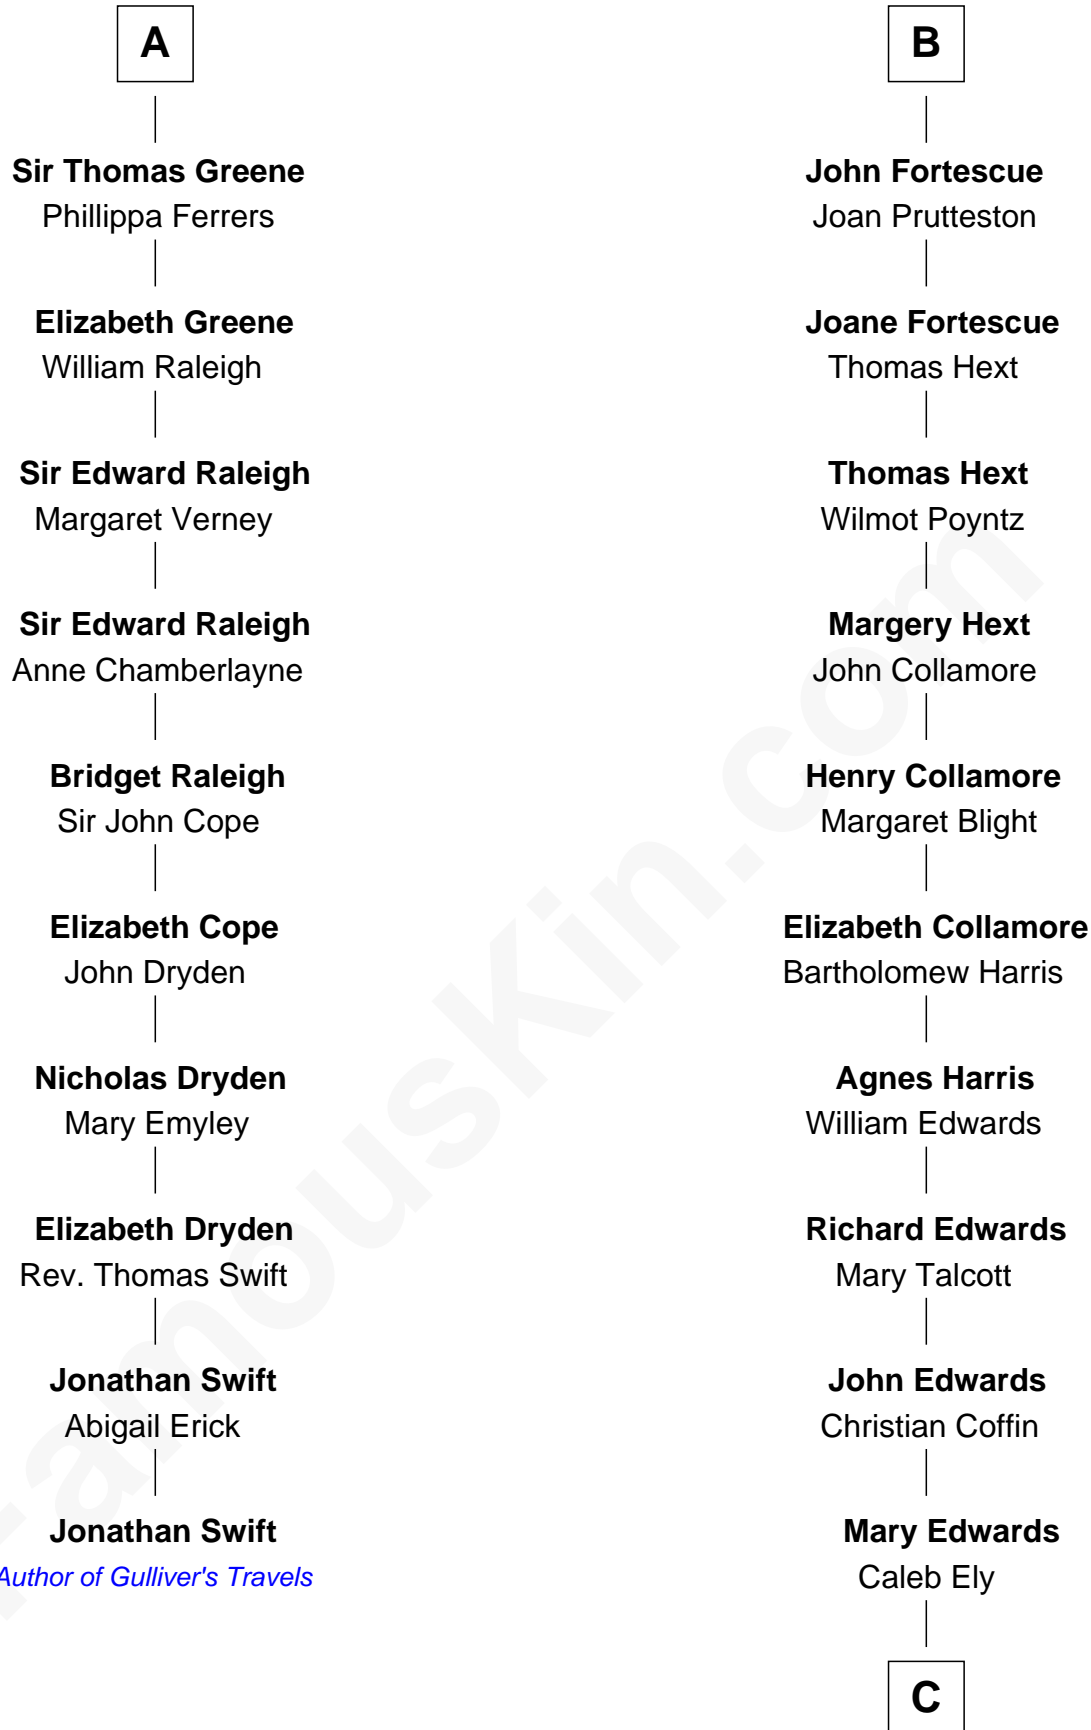 A
Sir Thomas Greene
Phillippa Ferrers
Elizabeth Greene
William Raleigh
Sir Edward Raleigh
Margaret Verney
Sir Edward Raleigh
Anne Chamberlayne
Bridget Raleigh
Sir John Cope
Elizabeth Cope
John Dryden
Nicholas Dryden
Mary Emyley
Elizabeth Dryden
Rev. Thomas Swift
Jonathan Swift
Abigail Erick
Jonathan Swift
Author of Gulliver's Travels
B
John Fortescue
Joan Prutteston
Joane Fortescue
Thomas Hext
Thomas Hext
Wilmot Poyntz
Margery Hext
John Collamore
Henry Collamore
Margaret Blight
Elizabeth Collamore
Bartholomew Harris
Agnes Harris
William Edwards
Richard Edwards
Mary Talcott
John Edwards
Christian Coffin
Mary Edwards
Caleb Ely
C
FamousKin.com